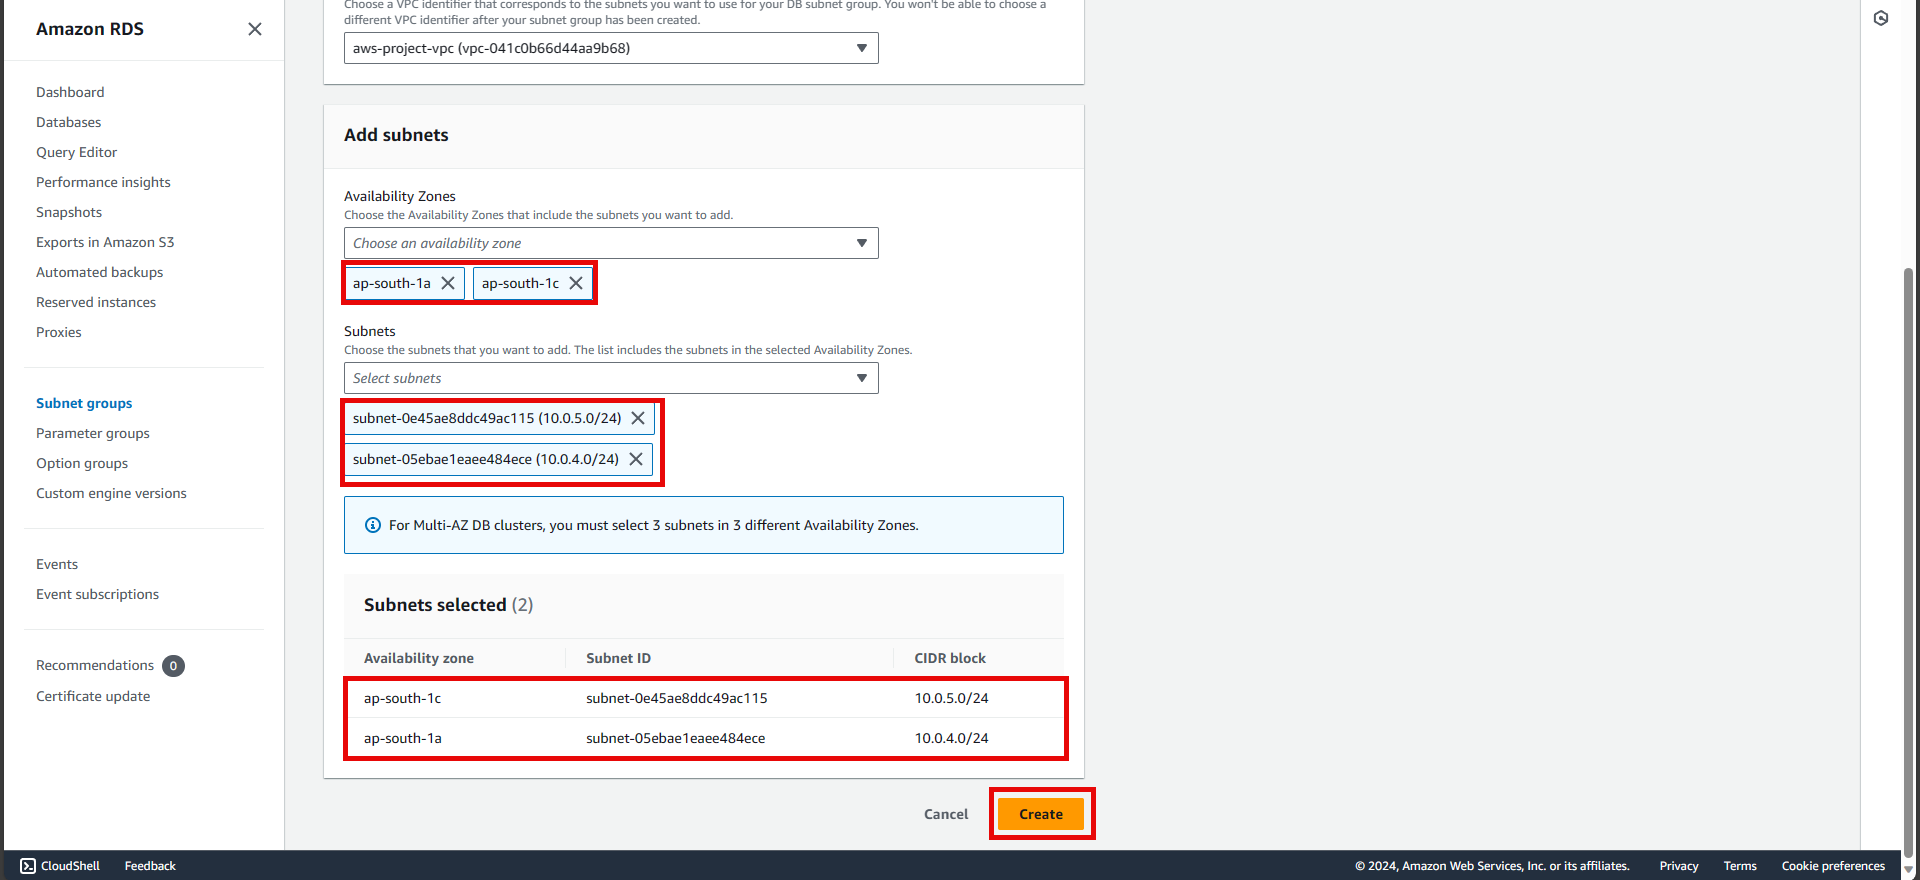 Amazon RDS
Dashboard
Databases
Query Editor
Performance insights
Snapshots
Exports in Amazon S3
Automated backups
Reserved instances
Proxies
Subnet groups
Parameter groups
Option groups
Custom engine versions
Events
Event subscriptions
Recommendations 0
Certificate update
Choose a VPC identifier that corresponds to the subnets you want to use for your DB subnet group. You won't be able to choose a
different VPC identifier after your subnet group has been created.
aws-project-vpc (vpc-041c0b66d44aa9b68)
Add subnets
Availability Zones
Choose the Availability Zones that include the subnets you want to add.
Choose an availability zone
ap-south-1a ap-south-1c
Subnets
Choose the subnets that you want to add. The list includes the subnets in the selected Availability Zones.
Select subnets
subnet-0e45ae8ddc49ac115 (10.0.5.0/24)
subnet-05ebae1eaee484ece (10.0.4.0/24)
For Multi-AZ DB clusters, you must select 3 subnets in 3 different Availability Zones.
Subnets selected (2)
Availability zone Subnet ID CIDR block
ap-south-1c subnet-0e45ae8ddc49ac115 10.0.5.0/24
ap-south-1a subnet-05ebae1eaee484ece 10.0.4.0/24
Cancel Create
CloudShell Feedback © 2024, Amazon Web Services, Inc. or its affiliates. Privacy Terms Cookie preferences